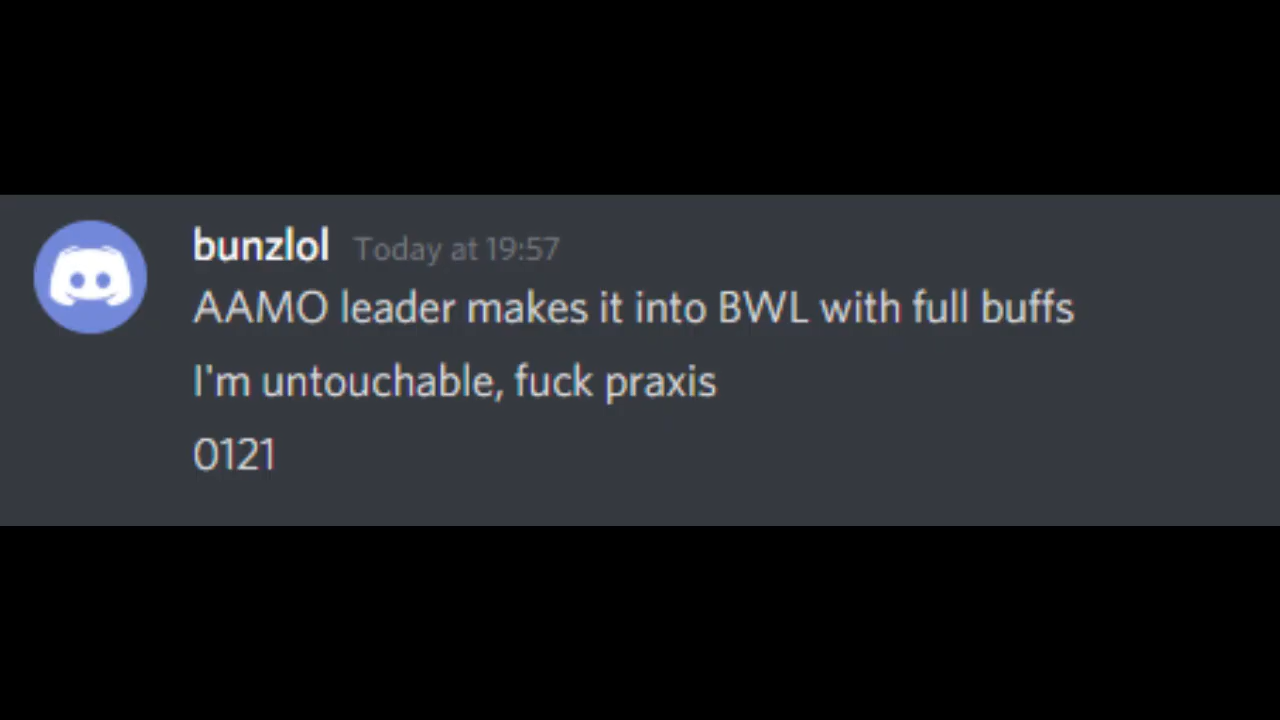 bunzlol Today at 19:57
AAMO leader makes it into BWL with full buffs
I'm untouchable, fuck praxis
0121